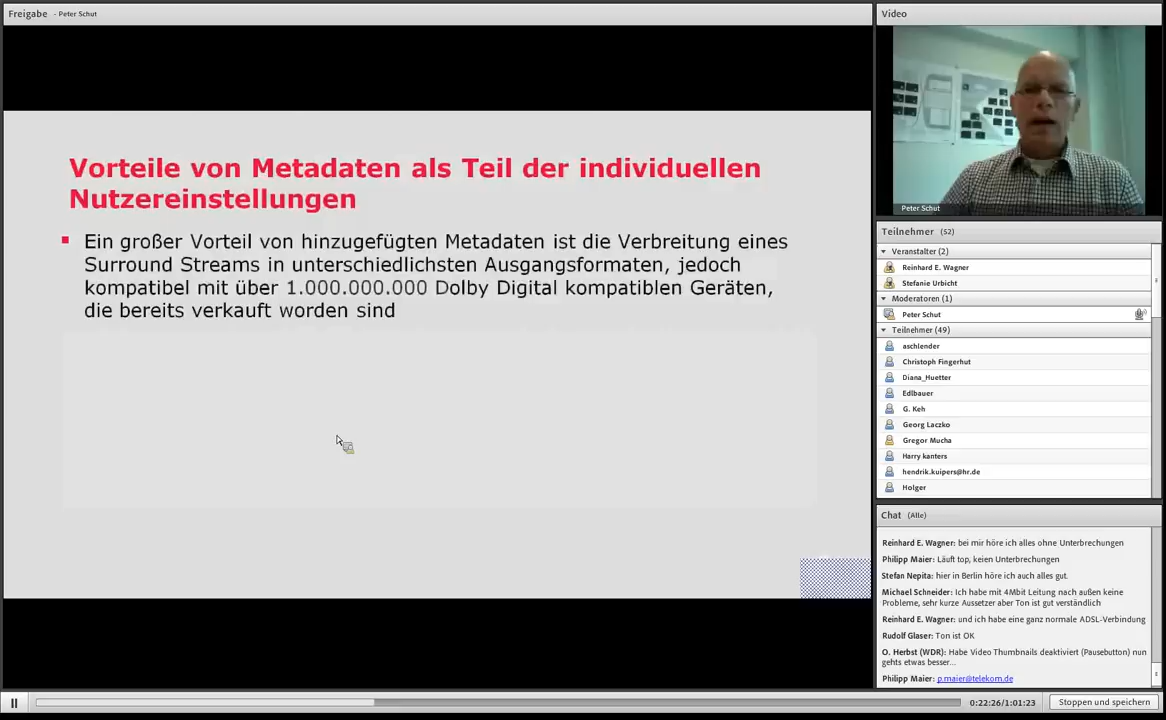 Freigabe - Peter Schut
Vorteile von Metadaten als Teil der individuellen
Nutzereinstellungen
Ein großer Vorteil von hinzugefügten Metadaten ist die Verbreitung eines
Surround Streams in unterschiedlichsten Ausgangsformaten, jedoch
kompatibel mit über 1.000.000.000 Dolby Digital kompatiblen Geräten,
die bereits verkauft worden sind
Video
Peter Schut
Teilnehmer (52)
Veranstalter (2)
Reinhard E. Wagner
Stefanie Urbicht
Moderatoren (1)
Peter Schut
Teilnehmer (49)
aschlender
Christoph Fingerhut
Diana_Huetter
Edlbauer
G. Keh
Georg Laczko
Gregor Mucha
Harry kanters
hendrik.kuipers@hr.de
Holger
Chat (Alle)
Reinhard E. Wagner: bei mir höre ich alles ohne Unterbrechungen
Philipp Maier: Läuft top, keien Unterbrechungen
Stefan Nepita: hier in Berlin höre ich auch alles gut.
Michael Schneider: Ich habe mit 4Mbit Leitung nach außen keine
Probleme, sehr kurze Aussetzer aber Ton ist gut verständlich
Reinhard E. Wagner: und ich habe eine ganz normale ADSL-Verbindung
Rudolf Glaser: Ton ist OK
O. Herbst (WDR): Habe Video Thumbnails deaktiviert (Pausebutton) nun
gehts etwas besser...
Philipp Maier: p.maier@telekom.de
0:22:26/1:01:23
Stoppen und speichern